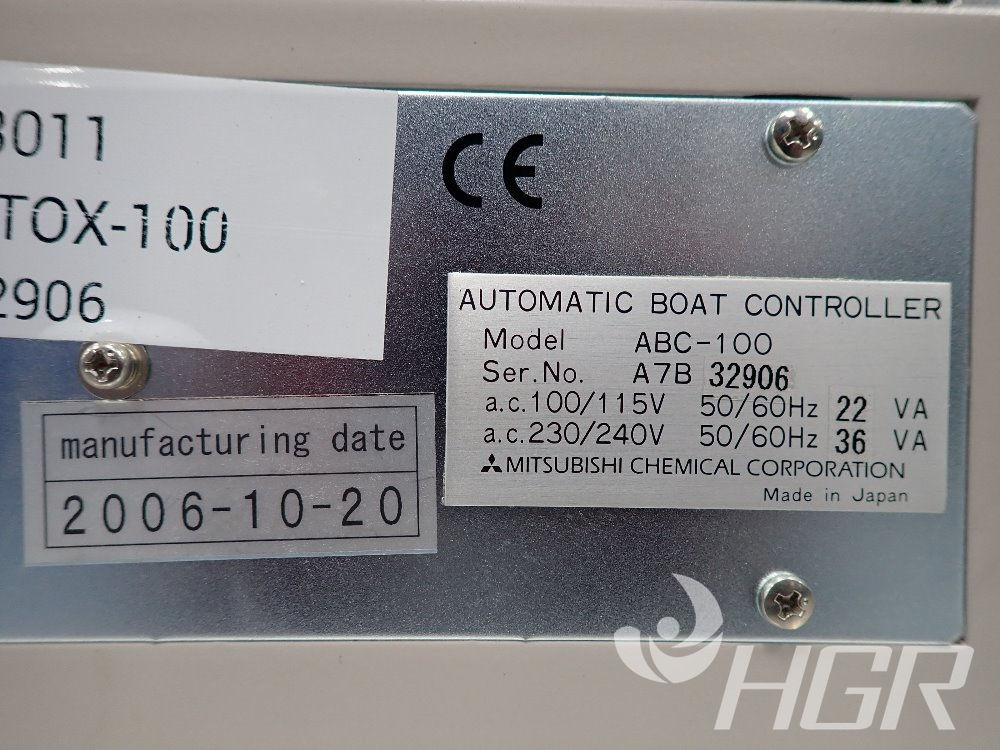 3011
TOX-100
2906
CE
AUTOMATIC BOAT CONTROLLER
Model ABC-100
Ser.No. A7B 32906
a.c.100/115V 50/60Hz 22 VA
a.c.230/240V 50/60Hz 36 VA
MITSUBISHI CHEMICAL CORPORATION
Made in Japan
manufacturing date
2006-10-20
HGR